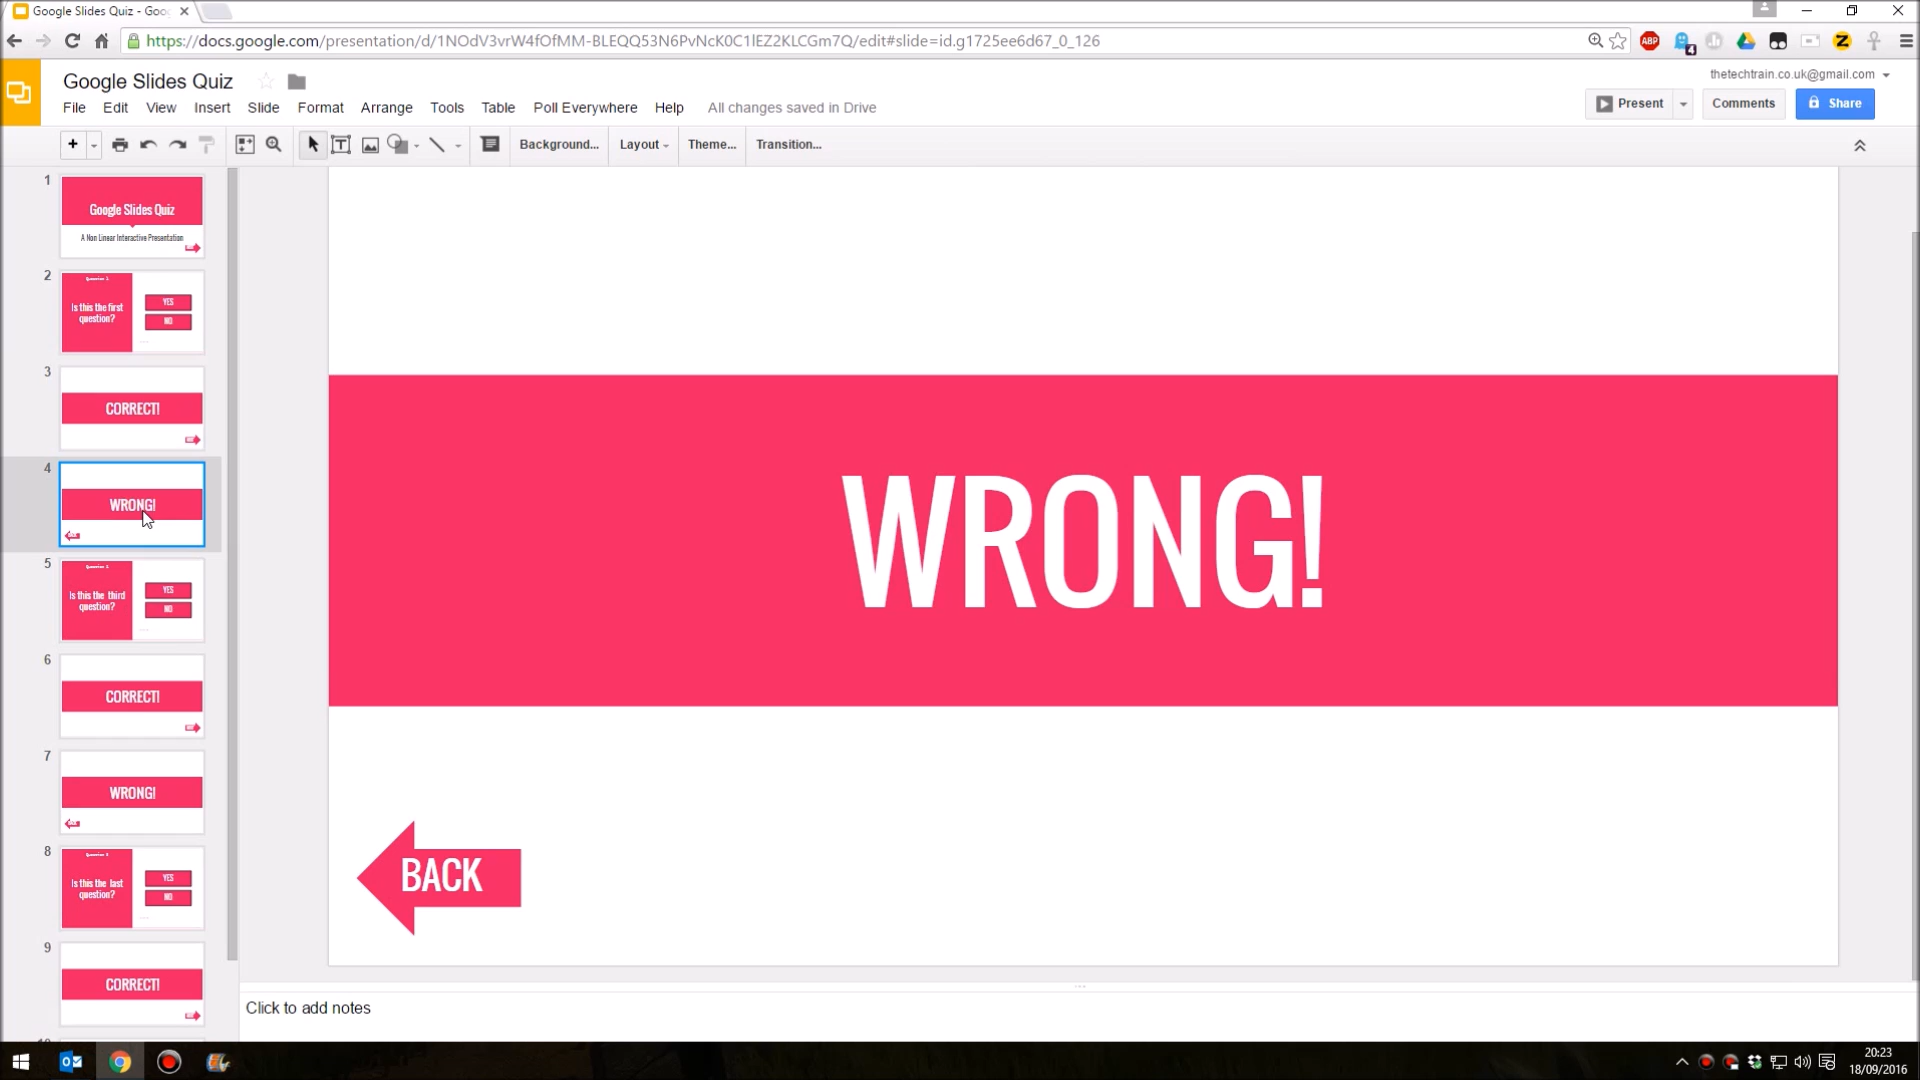 Google Slides Quiz - Goo
https://docs.google.com/presentation/d/1NOdV3vrW4fOfMM-BLEQQ53N6PvNcK0C1lEZ2KLCGm7Q/edit#slide=id.g1725ee6d67_0_126
ABP
4
Z
Google Slides Quiz
thetechtrain.co.uk@gmail.com
File Edit View Insert Slide Format Arrange Tools Table Poll Everywhere Help All changes saved in Drive
Present
Comments
Share
Background...
Layout
Theme...
Transition...
1
Google Slides Quiz
A Non Linear Interactive Presentation
2
Is this the first
question?
YES
NO
3
CORRECT!
4
WRONG!
5
Is this the third
question?
YES
NO
6
CORRECT!
7
WRONG!
8
Is this the last
question?
YES
NO
9
CORRECT!
WRONG!
BACK
Click to add notes
20:23
18/09/2016